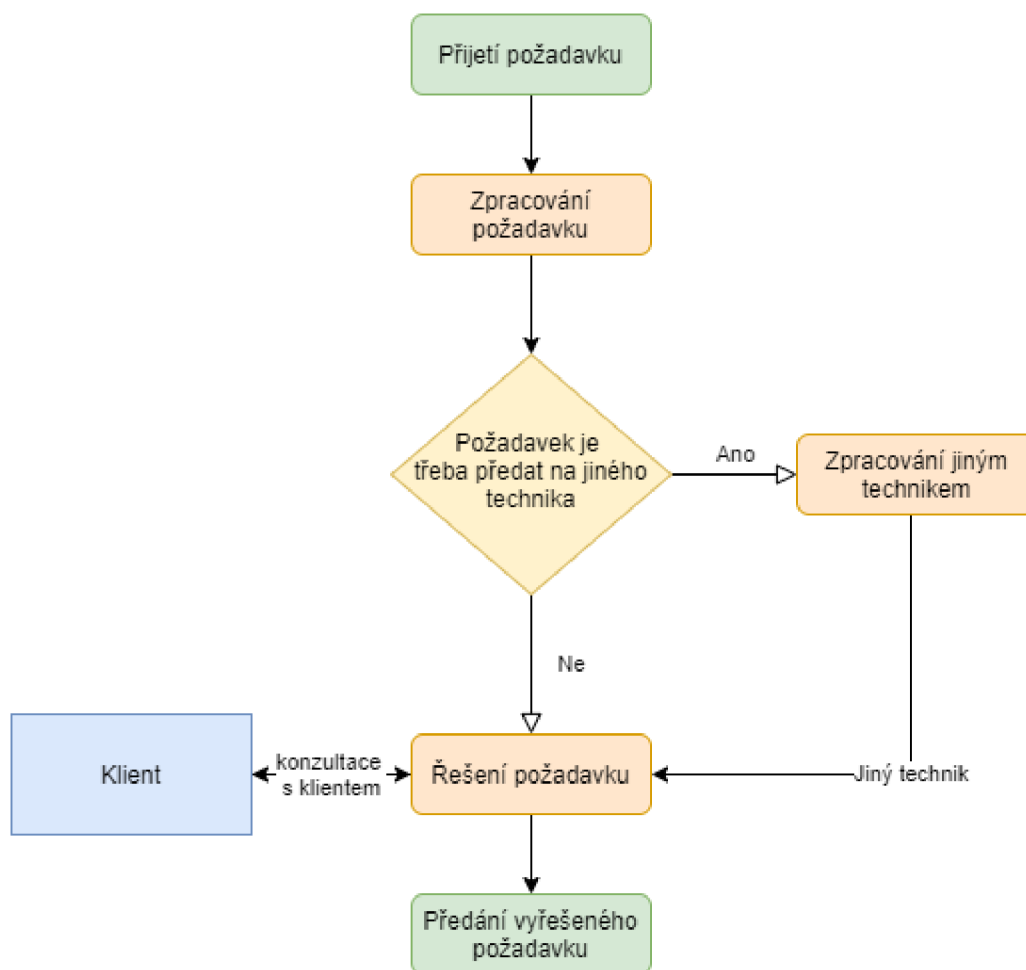 Přijetí požadavku
Zpracování
požadavku
Požadavek je
třeba předat na jiného
technika
Ano
Zpracování jiným
technikem
Ne
Klient
konzultace
s klientem
Řešení požadavku
Jiný technik
Předání vyřešeného
požadavku